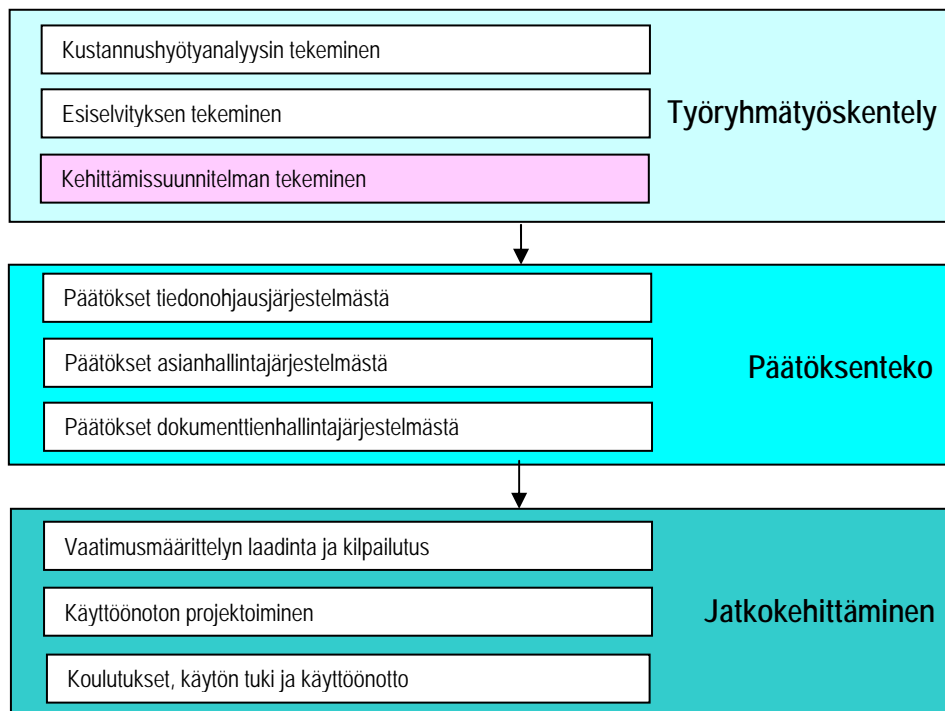 Kustannushyötyanalyysin tekeminen
Esiselvityksen tekeminen
Kehittämissuunnitelman tekeminen
Työryhmätyöskentely
Päätökset tiedonohjausjärjestelmästä
Päätökset asianhallintajärjestelmästä
Päätökset dokumenttienhallintajärjestelmästä
Päätöksenteko
Vaatimusmäärittelyn laadinta ja kilpailutus
Käyttöönoton projektoiminen
Koulutukset, käytön tuki ja käyttöönotto
Jatkokehittäminen